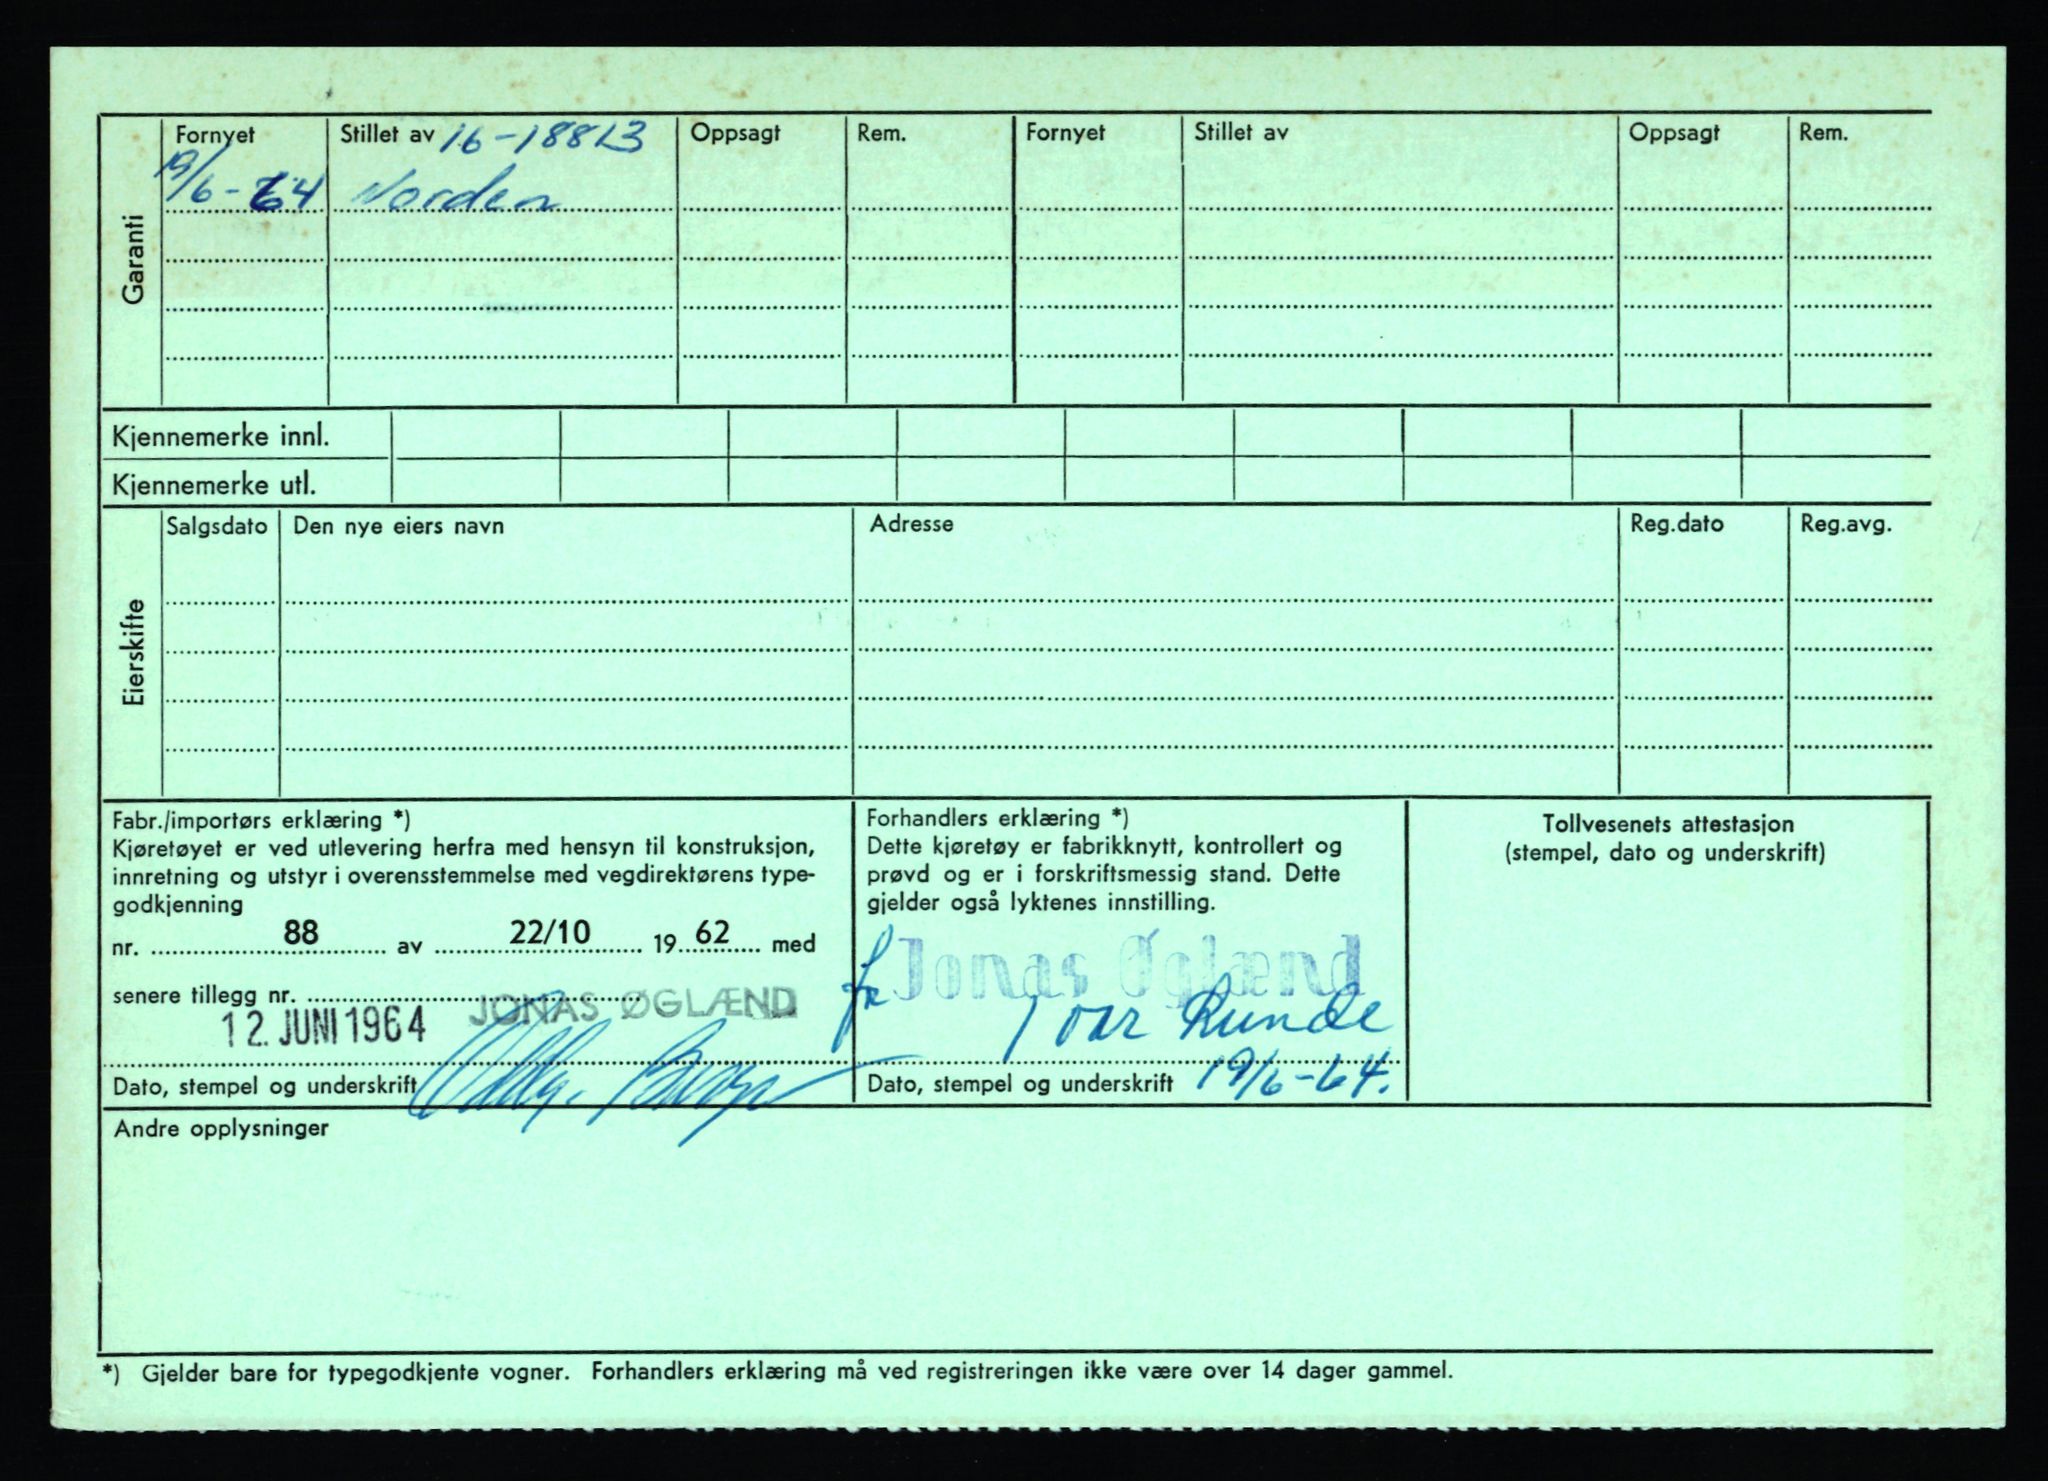 Garanti
Fornyet Stillet av 16-18813 Oppsagt Rem. Fornyet Stillet av Oppsagt Rem.
19/6-64 Norden
Kjennemerke innl.
Kjennemerke utl.
Eierskifte
Salgsdato Den nye eiers navn Adresse Reg.dato Reg.avg.
Fabr./importørs erklæring *)
Kjøretøyet er ved utlevering herfra med hensyn til konstruksjon,
innretning og utstyr i overensstemmelse med vegdirektørens type-
godkjenning
nr. 88 av 22/10 1962 med
senere tillegg nr.
JONAS ØGLÆND
12. JUNI 1964
Dato, stempel og underskrift
Forhandlers erklæring *)
Dette kjøretøy er fabrikknytt, kontrollert og
prøvd og er i forskriftsmessig stand. Dette
gjelder også lyktenes innstilling.
fr Jonas Øglænd
Ivar Lunde
Dato, stempel og underskrift 19/6-64.
Tollvesenets attestasjon
(stempel, dato og underskrift)
Andre opplysninger
*) Gjelder bare for typegodkjente vogner. Forhandlers erklæring må ved registreringen ikke være over 14 dager gammel.